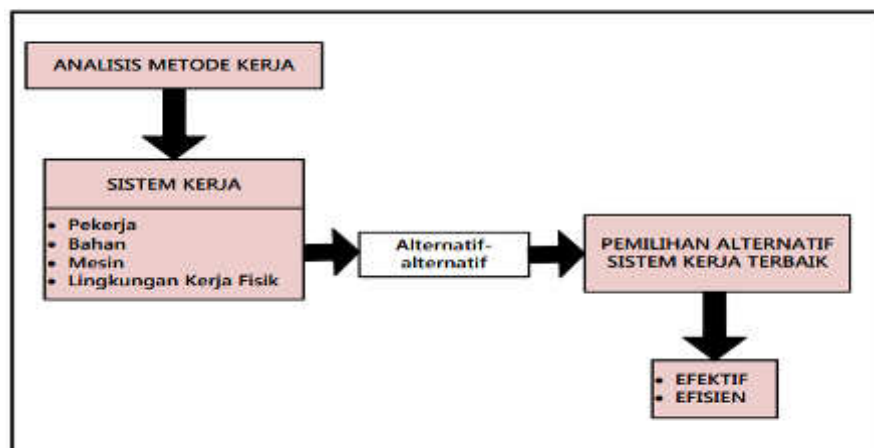 ANALISIS METODE KERJA
SISTEM KERJA
• Pekerja
• Bahan
• Mesin
• Lingkungan Kerja Fisik
Alternatif-
alternatif
PEMILIHAN ALTERNATIF
SISTEM KERJA TERBAIK
• EFEKTIF
• EFISIEN